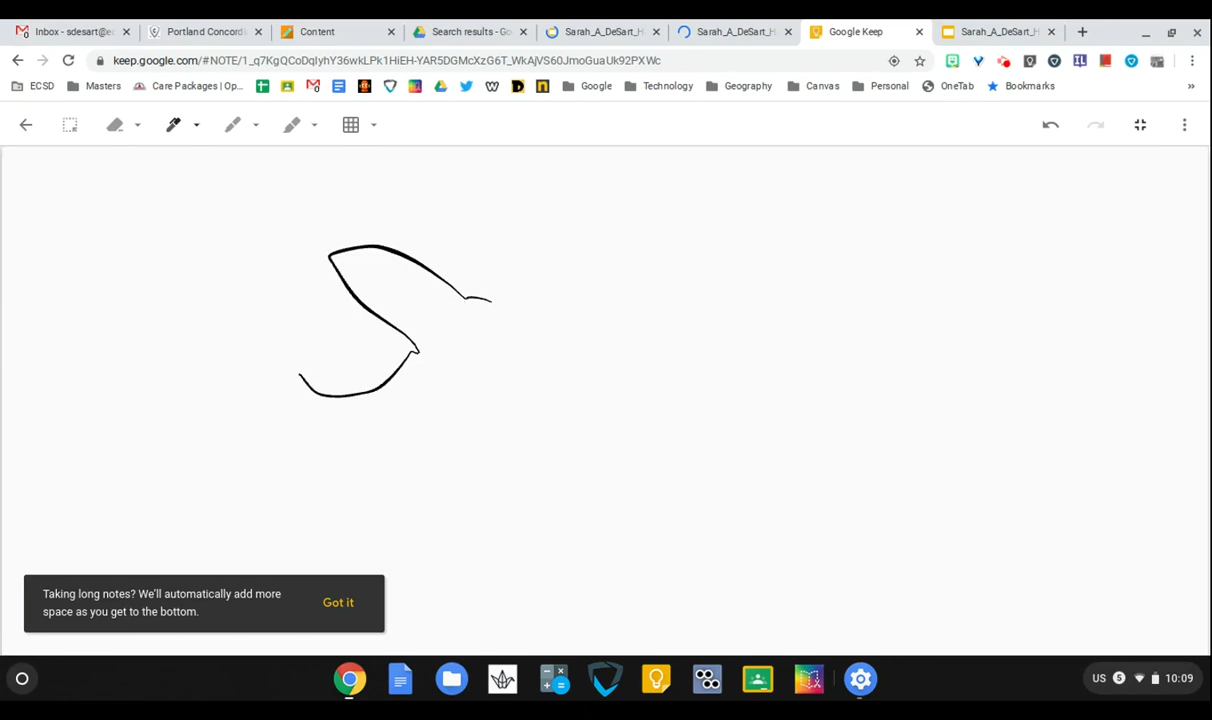 Inbox - sdesart@e
Portland Concord
Content
Search results - Go
Sarah_A_DeSart_H
Sarah_A_DeSart_H
Google Keep
Sarah_A_DeSart_H
keep.google.com/#NOTE/1_q7KgQCoDqIyhY36wkLPk1HiEH-YAR5DGMcXzG6T_WkAjVS60JmoGuaUk92PXWc
ECSD Masters Care Packages | Op... Google Technology Geography Canvas Personal OneTab Bookmarks »
S
Taking long notes? We'll automatically add more
space as you get to the bottom.
Got it
US 5 10:09